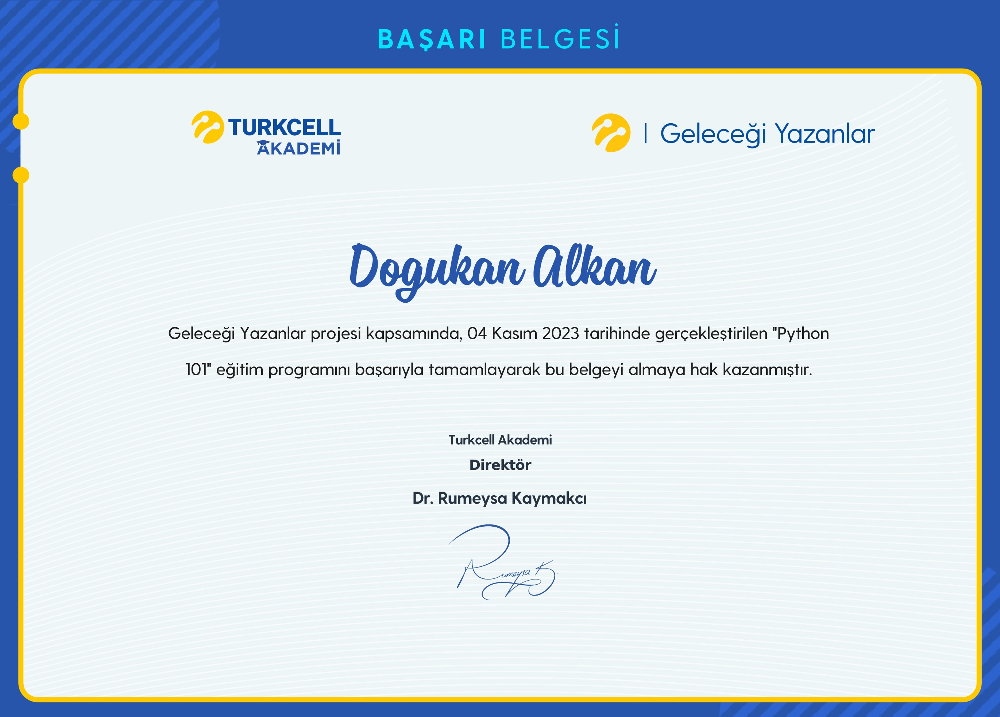 BAŞARI BELGESİ
TURKCELL
AKADEMİ
Geleceği Yazanlar
Dogukan Alkan
Geleceği Yazanlar projesi kapsamında, 04 Kasım 2023 tarihinde gerçekleştirilen "Python
101" eğitim programını başarıyla tamamlayarak bu belgeyi almaya hak kazanmıştır.
Turkcell Akademi
Direktör
Dr. Rumeysa Kaymakcı
Rumeysa K.